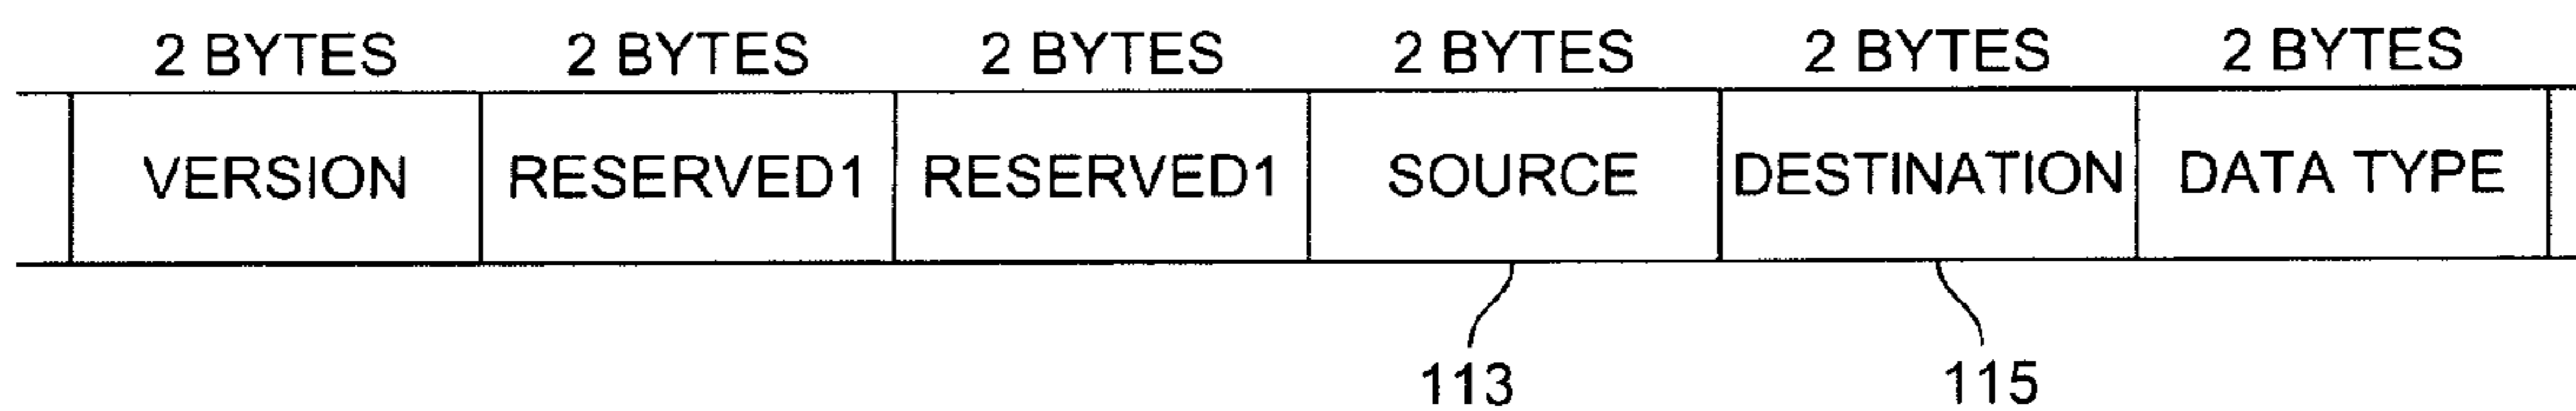 2 BYTES 2 BYTES 2 BYTES 2 BYTES 2 BYTES 2 BYTES
VERSION RESERVED1 RESERVED1 SOURCE DESTINATION DATA TYPE
113 115